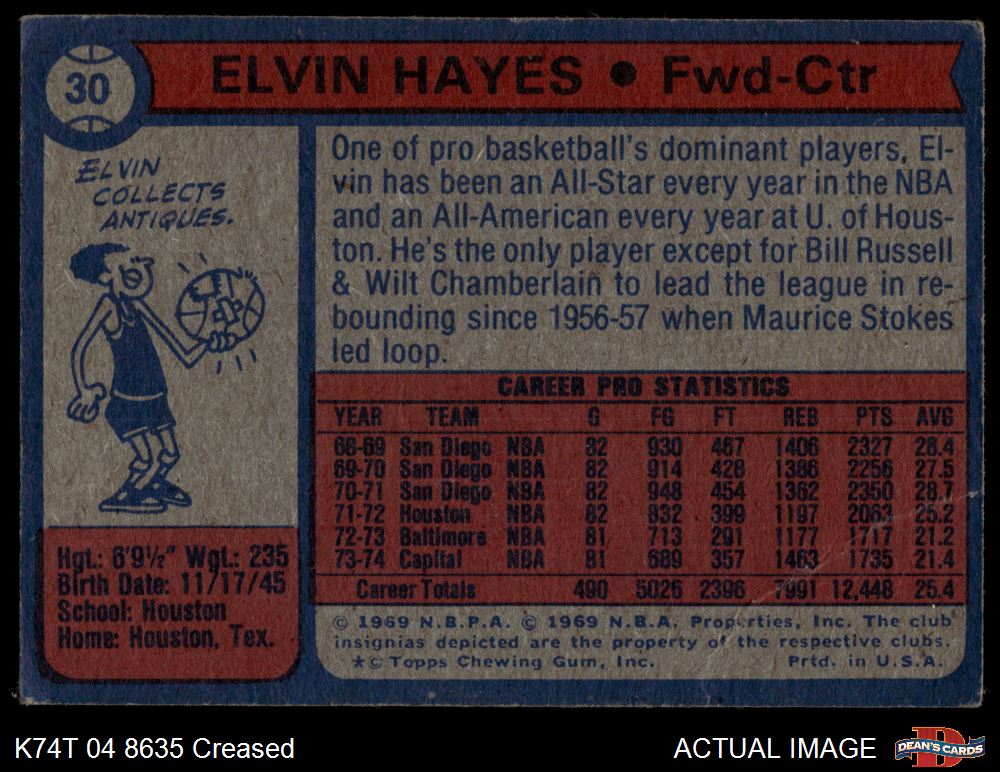 30
ELVIN HAYES • Fwd-Ctr
ELVIN
COLLECTS
ANTIQUES.
One of pro basketball's dominant players, El-
vin has been an All-Star every year in the NBA
and an All-American every year at U. of Hous-
ton. He's the only player except for Bill Russell
& Wilt Chamberlain to lead the league in re-
bounding since 1956-57 when Maurice Stokes
led loop.
CAREER PRO STATISTICS
YEAR TEAM G FG FT REB PTS AVG
68-69 San Diego NBA 82 930 467 1406 2327 28.4
69-70 San Diego NBA 82 914 428 1386 2256 27.5
70-71 San Diego NBA 82 948 454 1362 2350 28.7
71-72 Houston NBA 82 832 399 1197 2063 25.2
72-73 Baltimore NBA 81 713 291 1177 1717 21.2
73-74 Capital NBA 81 689 357 1463 1735 21.4
Career Totals 490 5026 2396 7991 12,448 25.4
Hgt.: 6'9½" Wgt.: 235
Birth Date: 11/17/45
School: Houston
Home: Houston, Tex.
© 1969 N.B.P.A. © 1969 N.B.A. Properties, Inc. The club
insignias depicted are the property of the respective clubs.
★© Topps Chewing Gum, Inc. Prtd. in U.S.A.
K74T 04 8635 Creased
ACTUAL IMAGE
D
DEAN'S CARDS